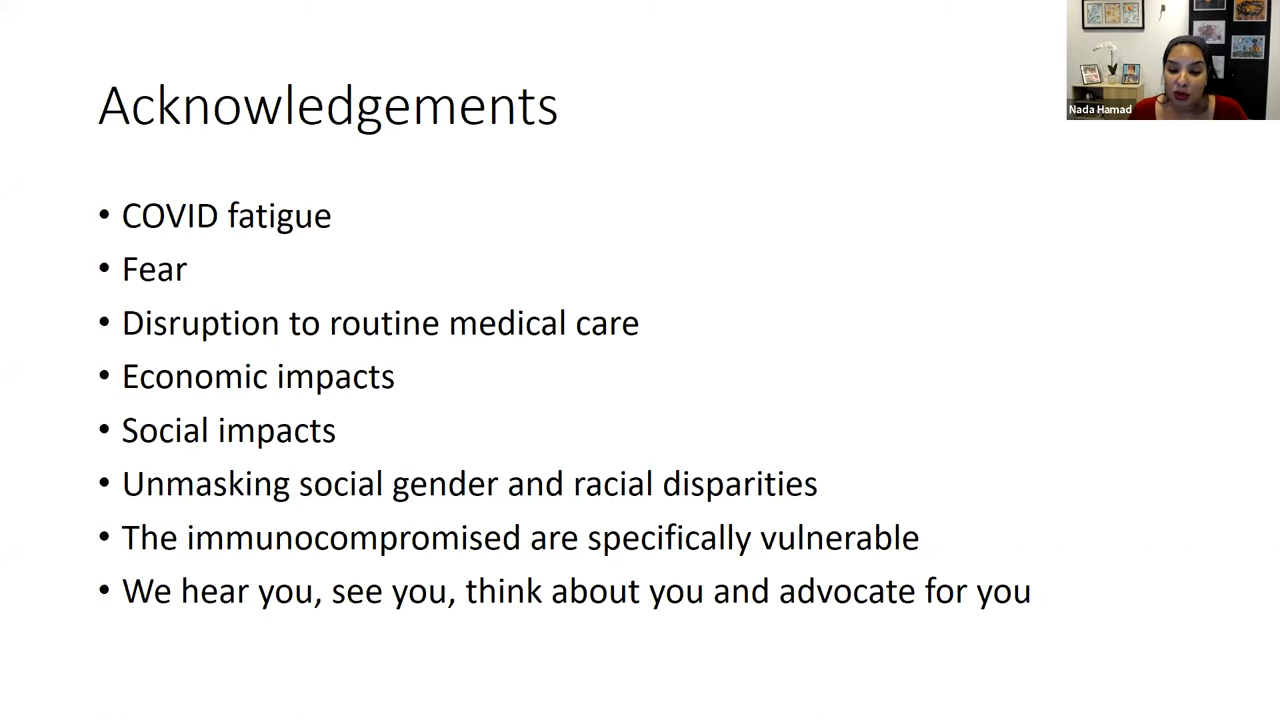 Acknowledgements
Nada Hamad
• COVID fatigue
• Fear
• Disruption to routine medical care
• Economic impacts
• Social impacts
• Unmasking social gender and racial disparities
• The immunocompromised are specifically vulnerable
• We hear you, see you, think about you and advocate for you